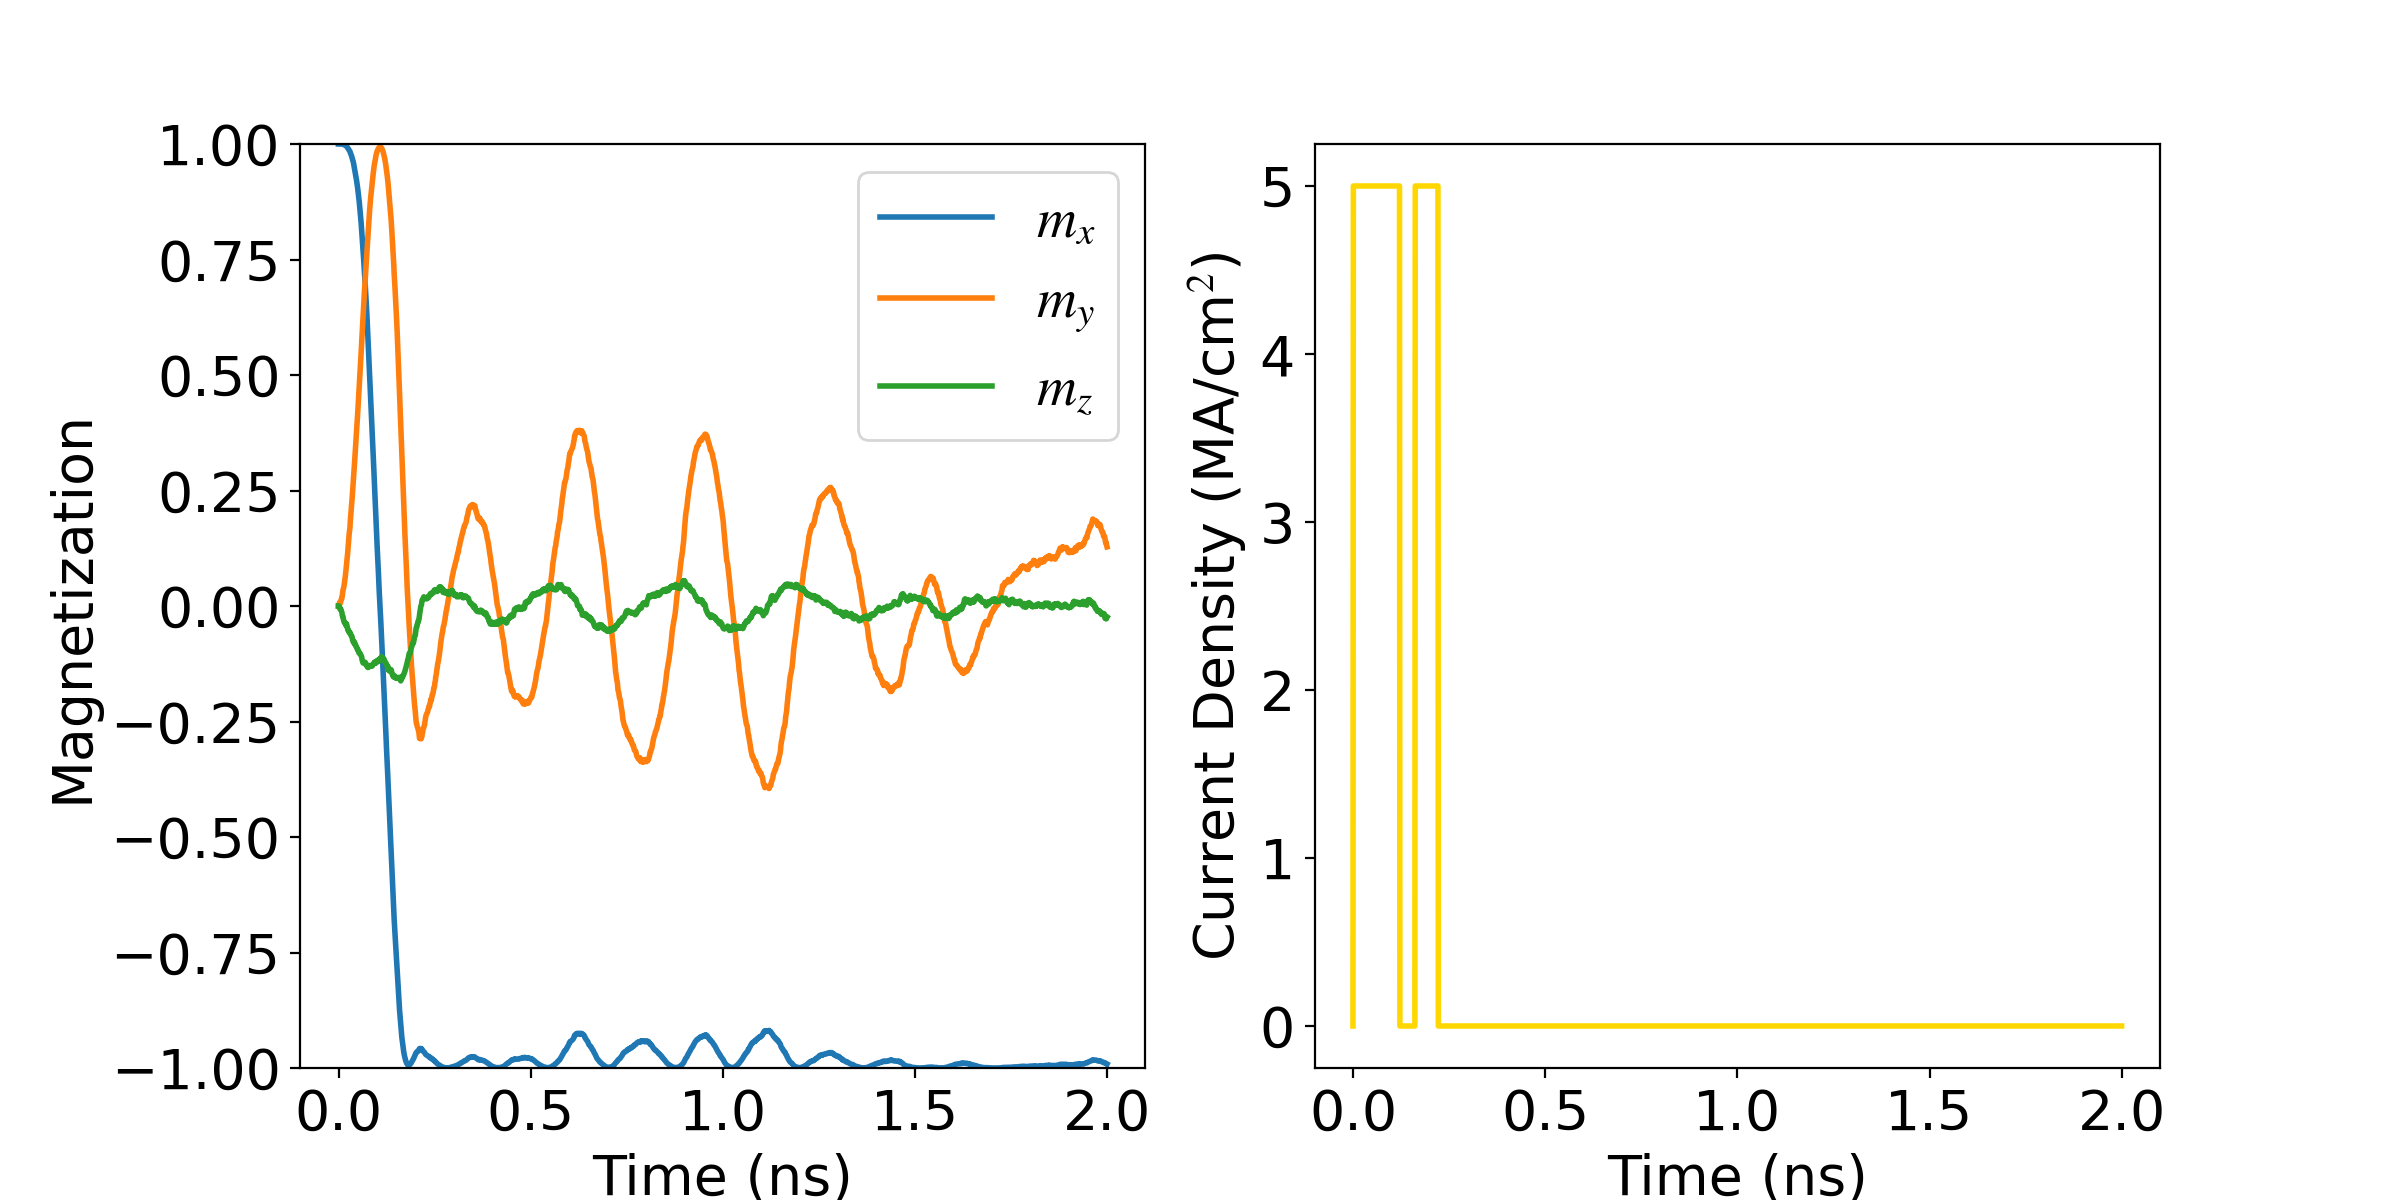 Magnetization
1.00
0.75
0.50
0.25
0.00
−0.25
−0.50
−0.75
−1.00
0.0 0.5 1.0 1.5 2.0
Time (ns)
m_x
m_y
m_z
Current Density (MA/cm²)
5
4
3
2
1
0
0.0 0.5 1.0 1.5 2.0
Time (ns)